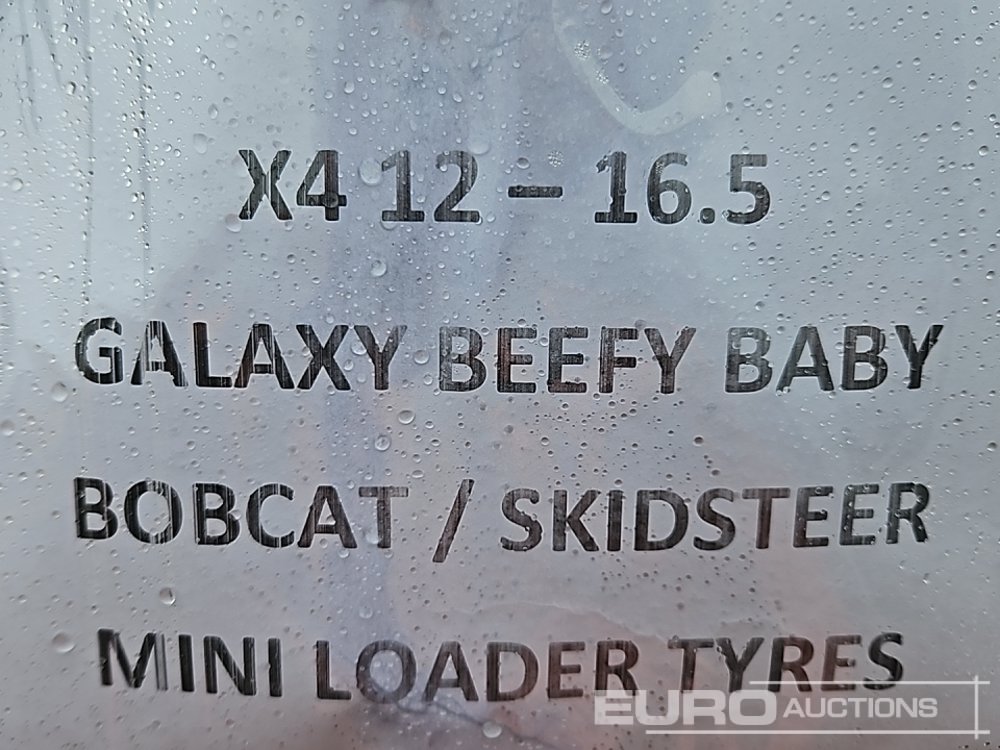 X4 12 – 16.5
GALAXY BEEFY BABY
BOBCAT / SKIDSTEER
MINI LOADER TYRES
EURO AUCTIONS